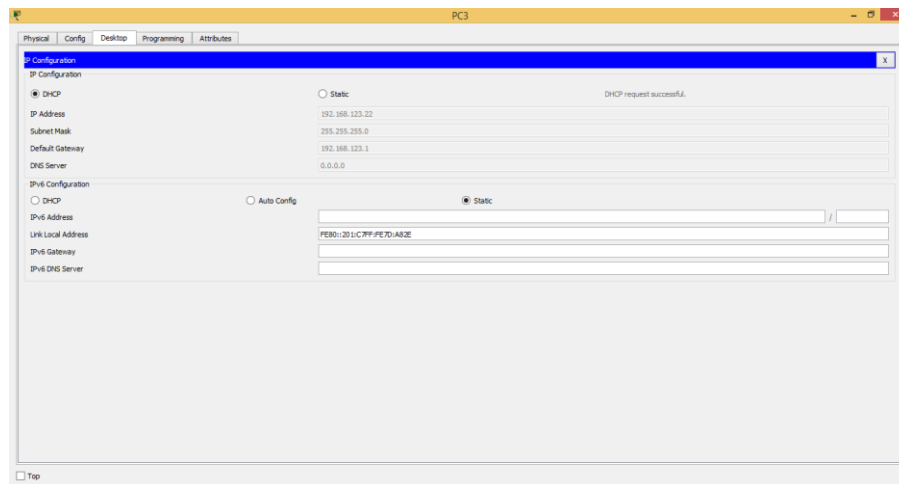 PC3
Physical Config Desktop Programming Attributes
IP Configuration X
IP Configuration
DHCP Static DHCP request successful.
IP Address 192.168.123.22
Subnet Mask 255.255.255.0
Default Gateway 192.168.123.1
DNS Server 0.0.0.0
IPv6 Configuration
DHCP Auto Config Static
IPv6 Address /
Link Local Address FE80::201:C7FF:FE7D:A82E
IPv6 Gateway
IPv6 DNS Server
Top